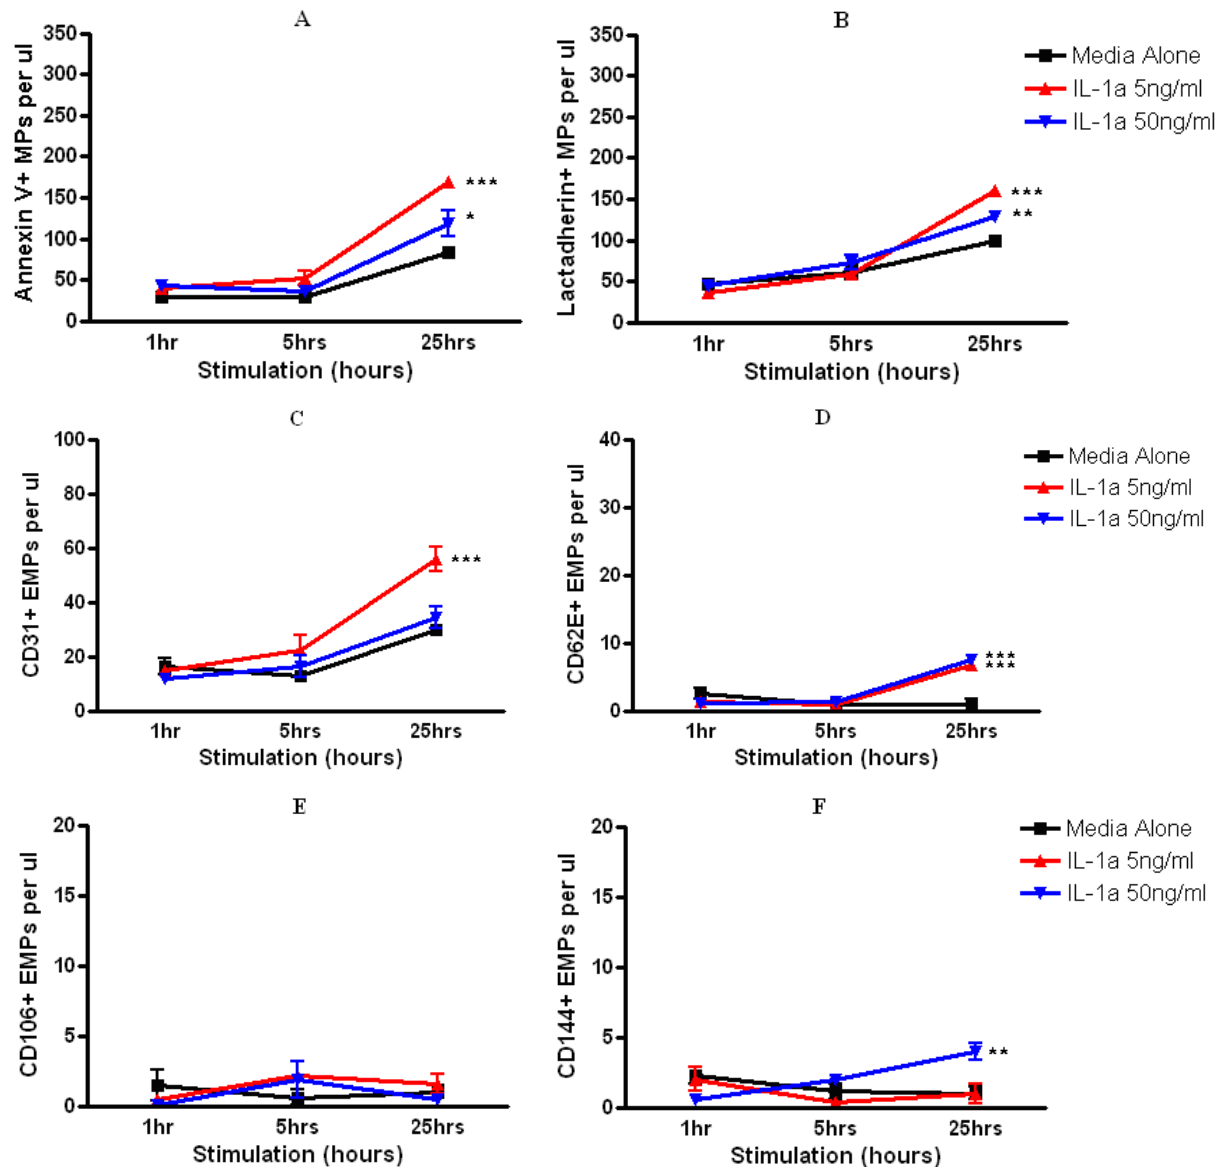 A
Annexin V+ MPs per ul
350
300
250
200
150
100
50
0
***
*
1hr
5hrs
25hrs
Stimulation (hours)
B
Lactadherin+ MPs per ul
350
300
250
200
150
100
50
0
***
**
1hr
5hrs
25hrs
Stimulation (hours)
Media Alone
IL-1a 5ng/ml
IL-1a 50ng/ml
C
CD31+ EMPs per ul
100
80
60
40
20
0
***
1hr
5hrs
25hrs
Stimulation (hours)
D
CD62E+ EMPs per ul
40
30
20
10
0
***
***
1hr
5hrs
25hrs
Stimulation (hours)
Media Alone
IL-1a 5ng/ml
IL-1a 50ng/ml
E
CD106+ EMPs per ul
20
15
10
5
0
1hr
5hrs
25hrs
Stimulation (hours)
F
CD144+ EMPs per ul
20
15
10
5
0
**
1hr
5hrs
25hrs
Stimulation (hours)
Media Alone
IL-1a 5ng/ml
IL-1a 50ng/ml